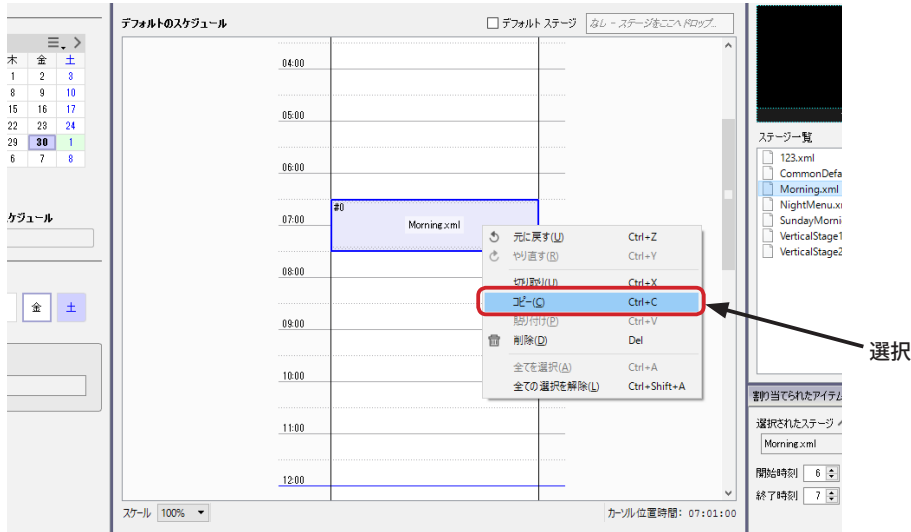 デフォルトのスケジュール
デフォルト ステージ
なし - ステージをここへドロップ...
木 金 土
1 2 3
8 9 10
15 16 17
22 23 24
29 30 1
6 7 8
ケジュール
金 土
04:00
05:00
06:00
07:00
08:00
09:00
10:00
11:00
12:00
#0
Morning.xml
元に戻す(U) Ctrl+Z
やり直す(R) Ctrl+Y
切り取り(U) Ctrl+X
コピー(C) Ctrl+C
貼り付け(P) Ctrl+V
削除(D) Del
全てを選択(A) Ctrl+A
全ての選択を解除(L) Ctrl+Shift+A
選択
スケール 100%
カーソル位置時間: 07:01:00
ステージ一覧
123.xml
CommonDefa
Morning.xml
NightMenu.x
SundayMorni
VerticalStage1
VerticalStage2
割り当てられたアイテム
選択されたステージ
Morning.xml
開始時刻 6
終了時刻 7